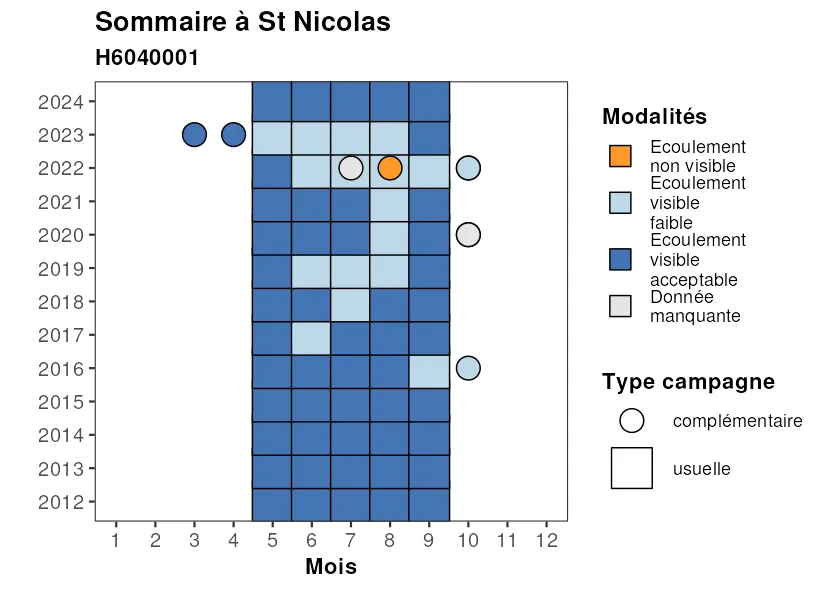 Sommaire à St Nicolas
H6040001
2024
2023
2022
2021
2020
2019
2018
2017
2016
2015
2014
2013
2012
1 2 3 4 5 6 7 8 9 10 11 12
Mois
Modalités
Ecoulement
non visible
Ecoulement
visible
faible
Ecoulement
visible
acceptable
Donnée
manquante
Type campagne
complémentaire
usuelle